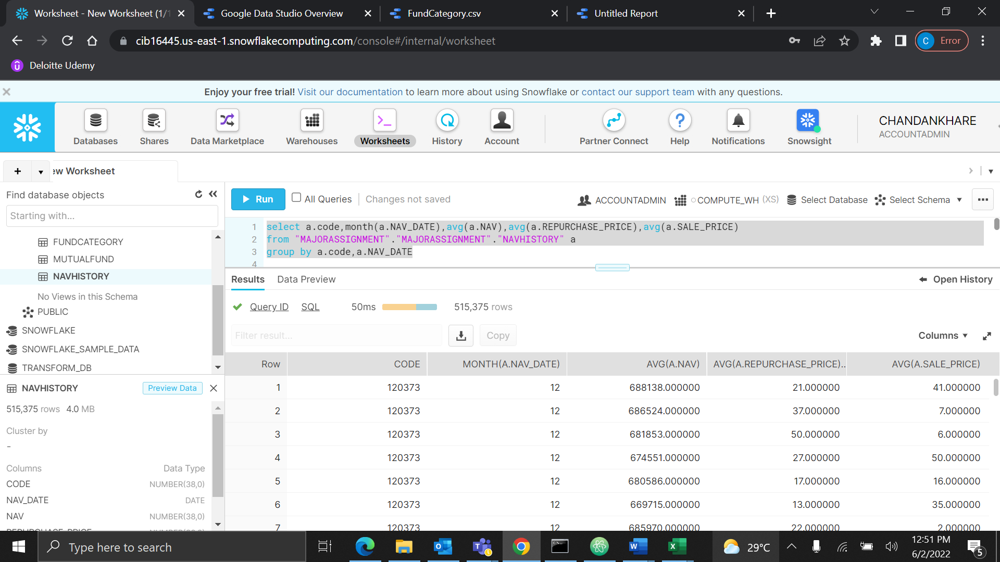 Worksheet - New Worksheet (1/1
Google Data Studio Overview
FundCategory.csv
Untitled Report
cib16445.us-east-1.snowflakecomputing.com/console#/internal/worksheet
C Error
Deloitte Udemy
Enjoy your free trial! Visit our documentation to learn more about using Snowflake or contact our support team with any questions.
Databases
Shares
Data Marketplace
Warehouses
Worksheets
History
Account
Partner Connect
Help
Notifications
Snowsight
CHANDANKHARE
ACCOUNTADMIN
ew Worksheet
Find database objects
Starting with...
FUNDCATEGORY
MUTUALFUND
NAVHISTORY
No Views in this Schema
PUBLIC
SNOWFLAKE
SNOWFLAKE_SAMPLE_DATA
TRANSFORM_DB
NAVHISTORY Preview Data
515,375 rows 4.0 MB
Cluster by
-
Columns Data Type
CODE NUMBER(38,0)
NAV_DATE DATE
NAV NUMBER(38,0)
REPURCHASE_PRICE NUMBER(38,0)
Run All Queries Changes not saved ACCOUNTADMIN COMPUTE_WH (XS) Select Database Select Schema
1 select a.code,month(a.NAV_DATE),avg(a.NAV),avg(a.REPURCHASE_PRICE),avg(a.SALE_PRICE)
2 from "MAJORASSIGNMENT"."MAJORASSIGNMENT"."NAVHISTORY" a
3 group by a.code,a.NAV_DATE
4
Results Data Preview Open History
Query ID SQL 50ms 515,375 rows
Filter result... Copy Columns
Row CODE MONTH(A.NAV_DATE) AVG(A.NAV) AVG(A.REPURCHASE_PRICE)... AVG(A.SALE_PRICE)
1 120373 12 688138.000000 21.000000 41.000000
2 120373 12 686524.000000 37.000000 7.000000
3 120373 12 681853.000000 50.000000 6.000000
4 120373 12 674551.000000 27.000000 50.000000
5 120373 12 680586.000000 17.000000 16.000000
6 120373 12 669715.000000 13.000000 35.000000
7 120373 12 685970.000000 22.000000 2.000000
Type here to search
29°C
12:51 PM
6/2/2022
5